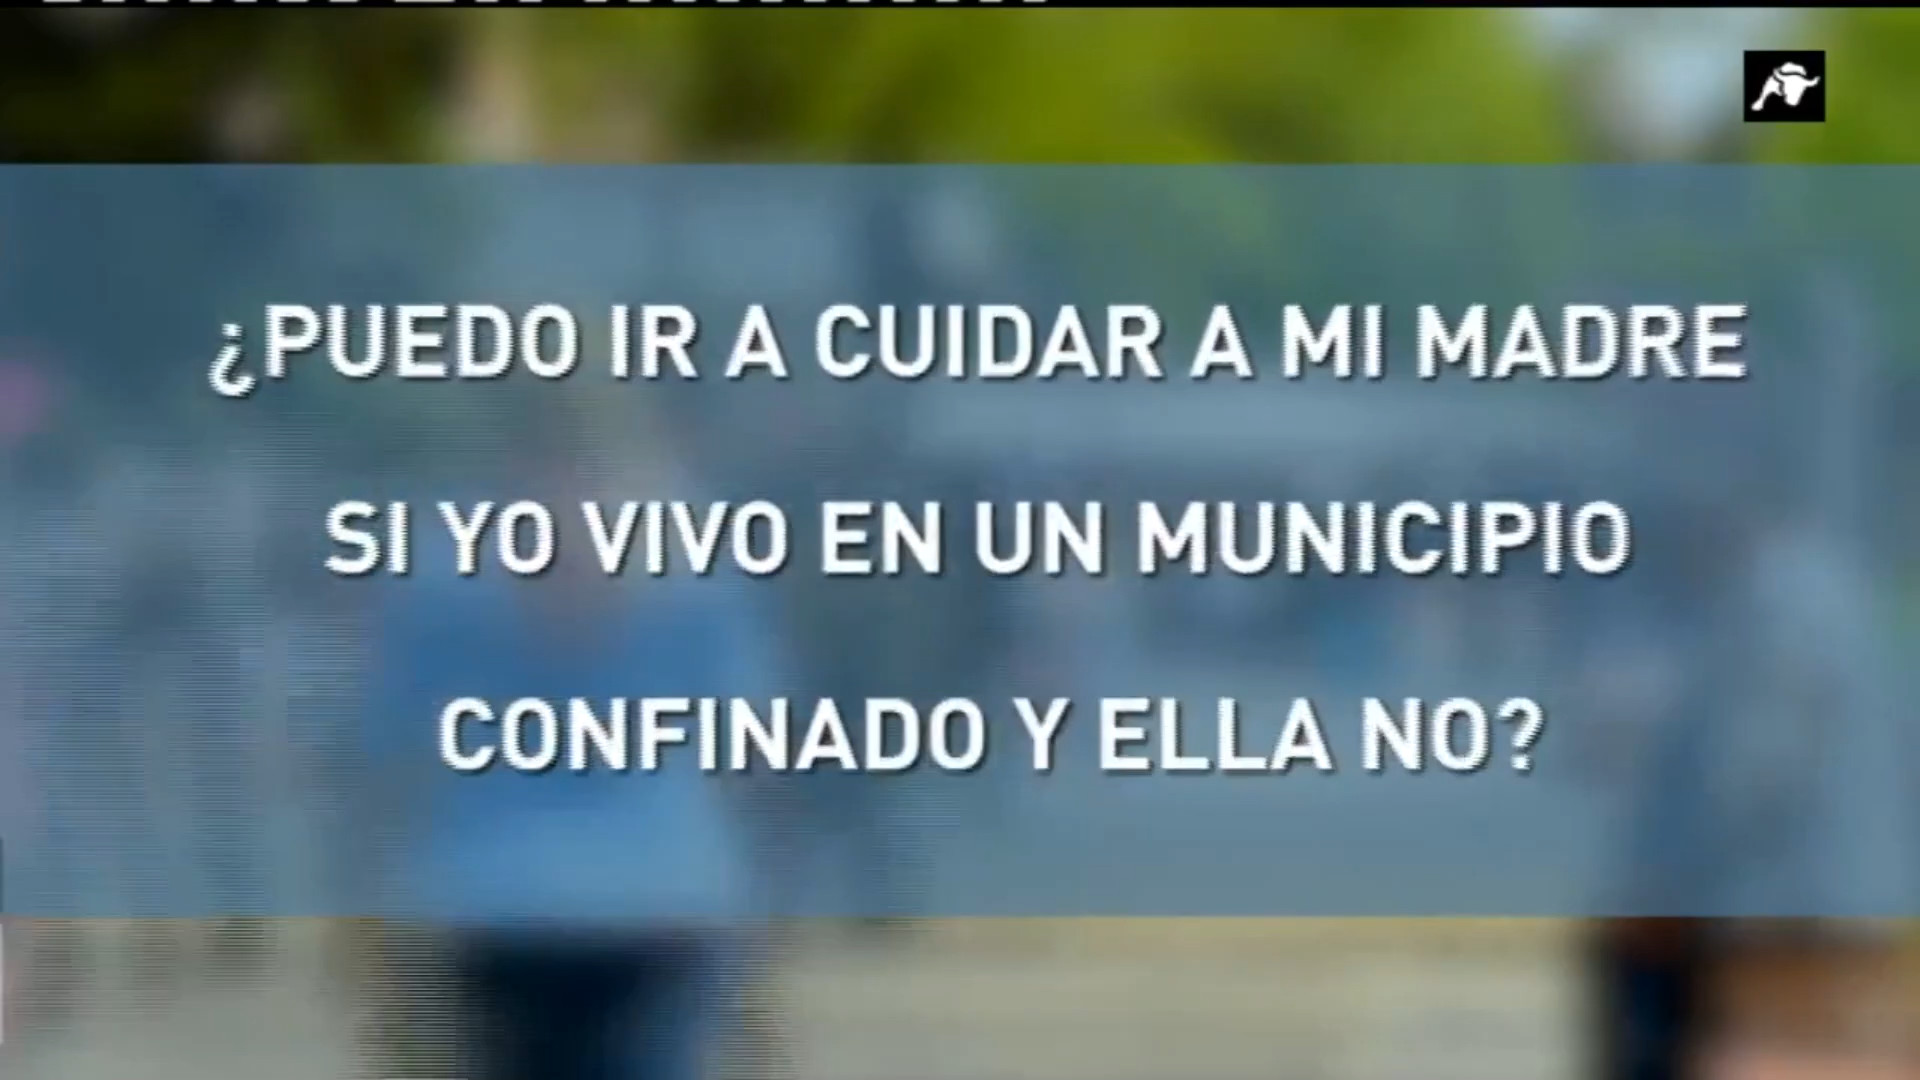 ¿PUEDO IR A CUIDAR A MI MADRE
SI YO VIVO EN UN MUNICIPIO
CONFINADO Y ELLA NO?